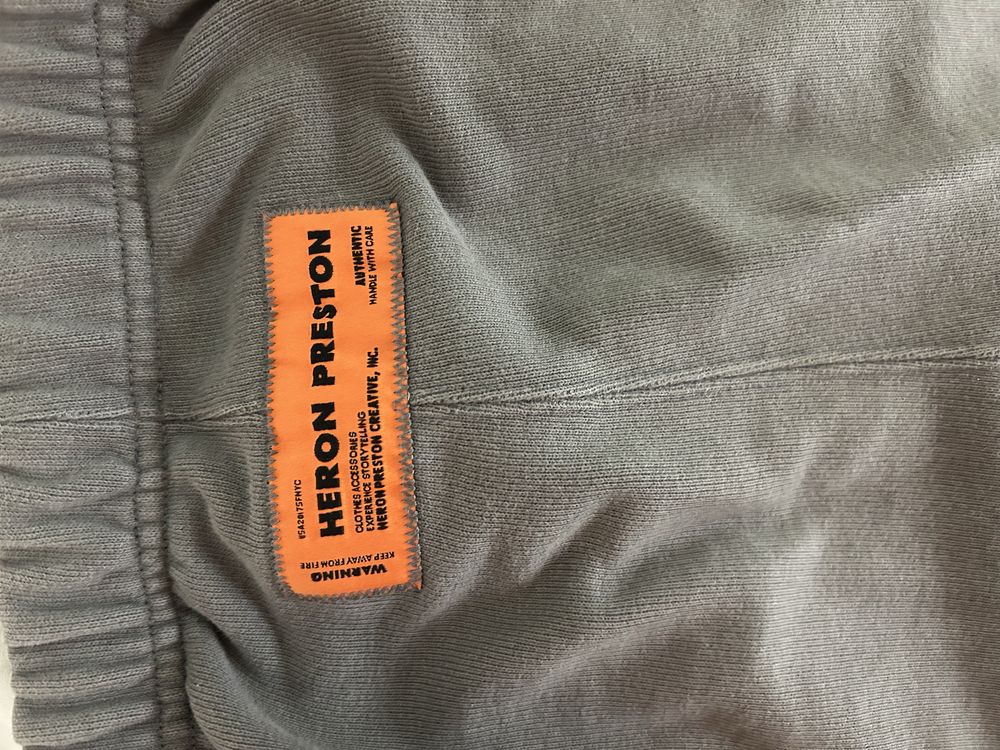 USA2017SFNYC
HERON PRESTON
CLOTHES ACCESSORIES
EXPERIENCE STORYTELLING
HERON PRESTON CREATIVE, INC.
AUTHENTIC
HANDLE WITH CARE
WARNING
KEEP AWAY FROM FIRE